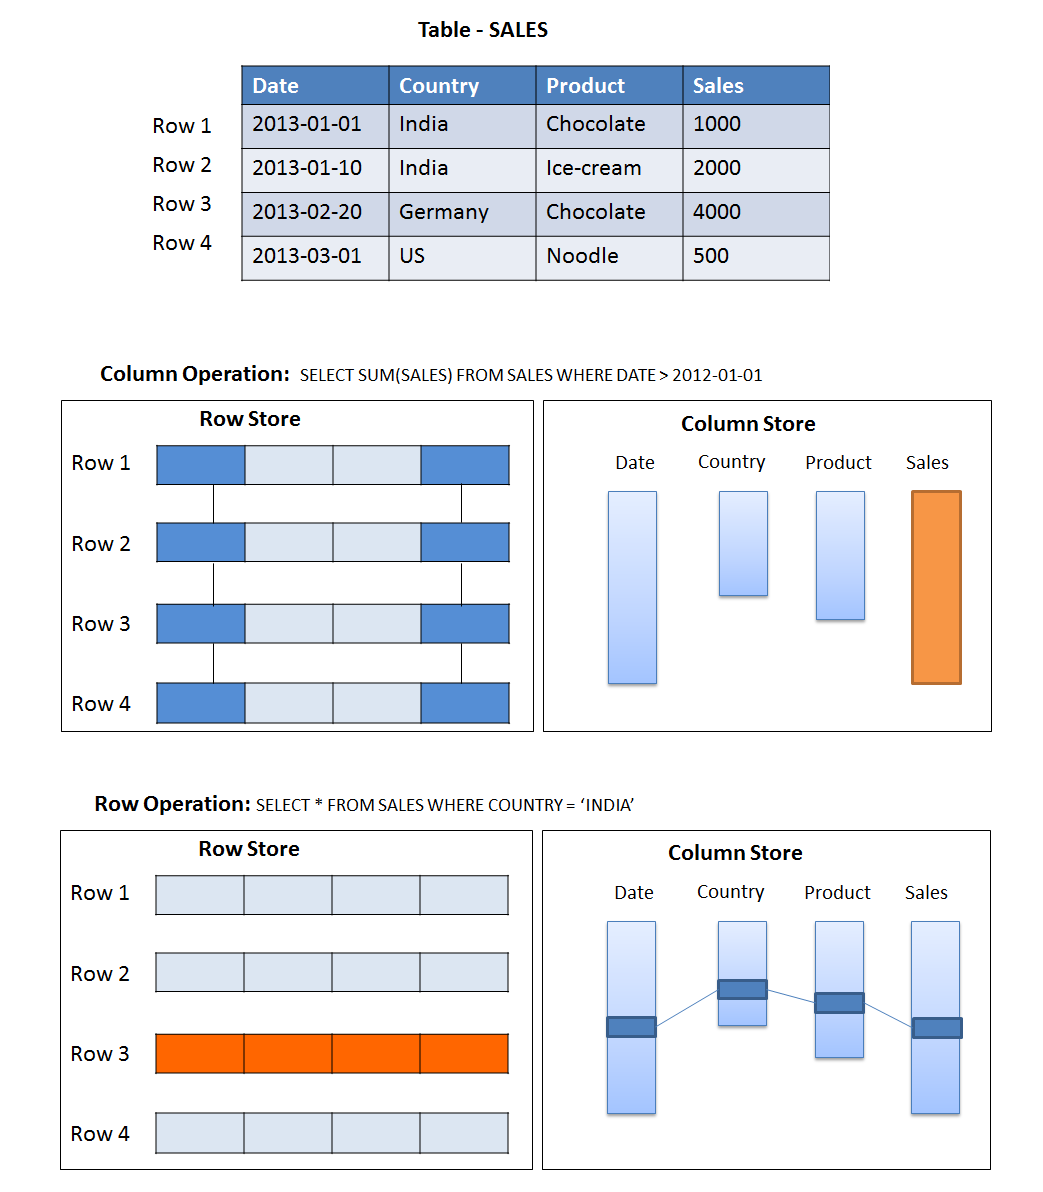 Table - SALES
Date Country Product Sales
Row 1 2013-01-01 India Chocolate 1000
Row 2 2013-01-10 India Ice-cream 2000
Row 3 2013-02-20 Germany Chocolate 4000
Row 4 2013-03-01 US Noodle 500
Column Operation: SELECT SUM(SALES) FROM SALES WHERE DATE > 2012-01-01
Row Store
Row 1
Row 2
Row 3
Row 4
Column Store
Date Country Product Sales
Row Operation: SELECT * FROM SALES WHERE COUNTRY = ‘INDIA’
Row Store
Row 1
Row 2
Row 3
Row 4
Column Store
Date Country Product Sales